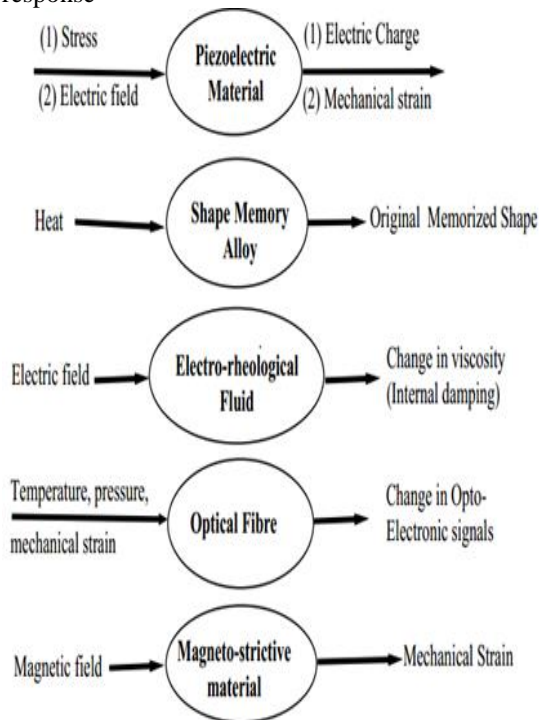 response
(1) Stress
(2) Electric field
Piezoelectric
Material
(1) Electric Charge
(2) Mechanical strain
Heat
Shape Memory
Alloy
Original Memorized Shape
Electric field
Electro-rheological
Fluid
Change in viscosity
(Internal damping)
Temperature, pressure,
mechanical strain
Optical Fibre
Change in Opto-
Electronic signals
Magnetic field
Magneto-strictive
material
Mechanical Strain